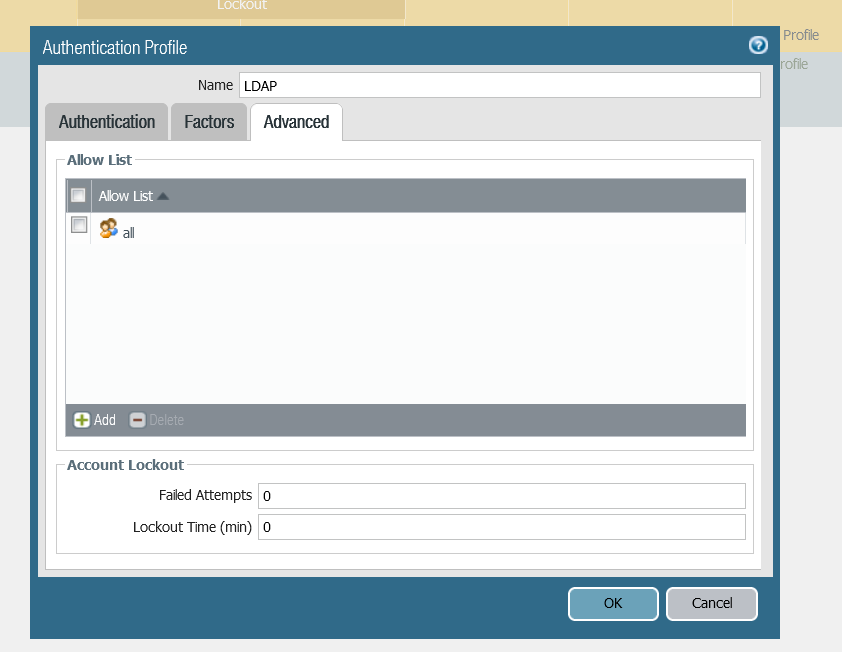 Lockout
Profile
rofile
Authentication Profile
?
Name LDAP
Authentication Factors Advanced
Allow List
Allow List
all
Add Delete
Account Lockout
Failed Attempts 0
Lockout Time (min) 0
OK Cancel